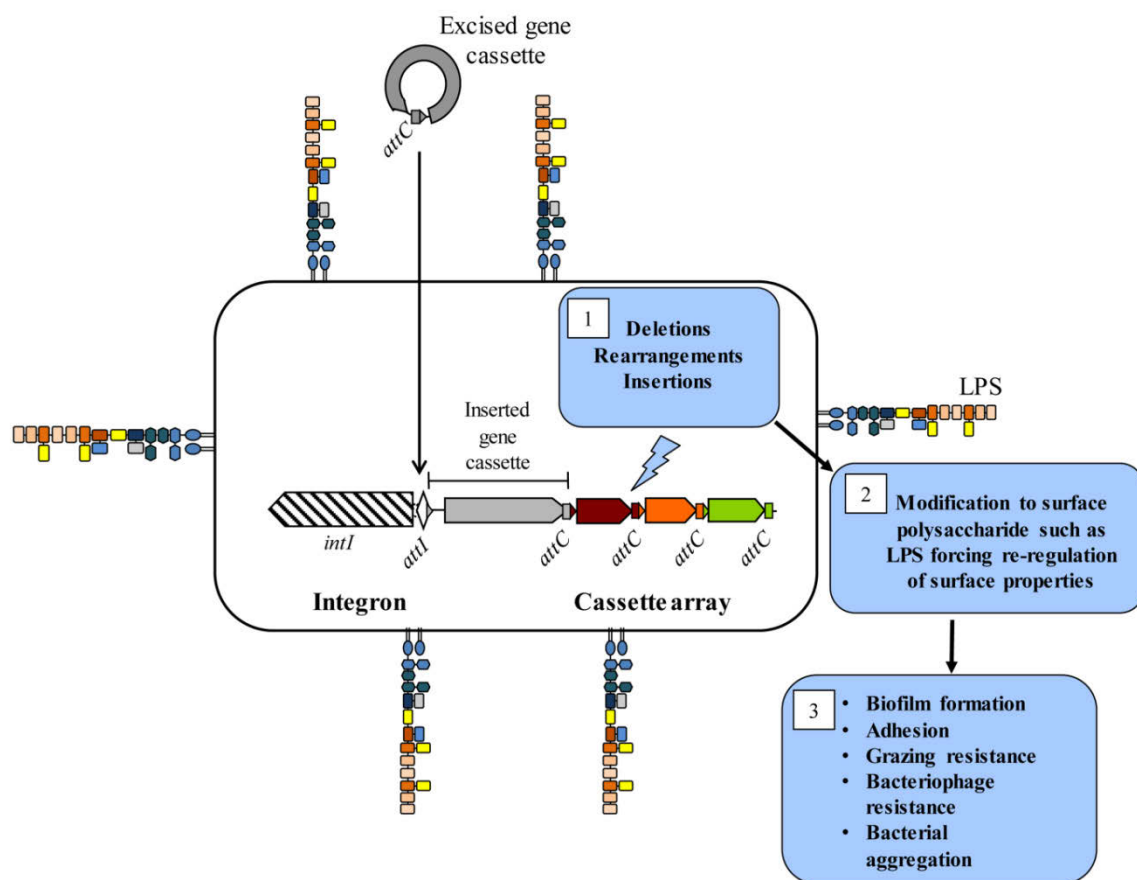 Excised gene
cassette
attC
1
Deletions
Rearrangements
Insertions
LPS
Inserted
gene
cassette
intI
attI
attC
attC
attC
attC
Integron
Cassette array
2
Modification to surface
polysaccharide such as
LPS forcing re-regulation
of surface properties
3
• Biofilm formation
• Adhesion
• Grazing resistance
• Bacteriophage
resistance
• Bacterial
aggregation